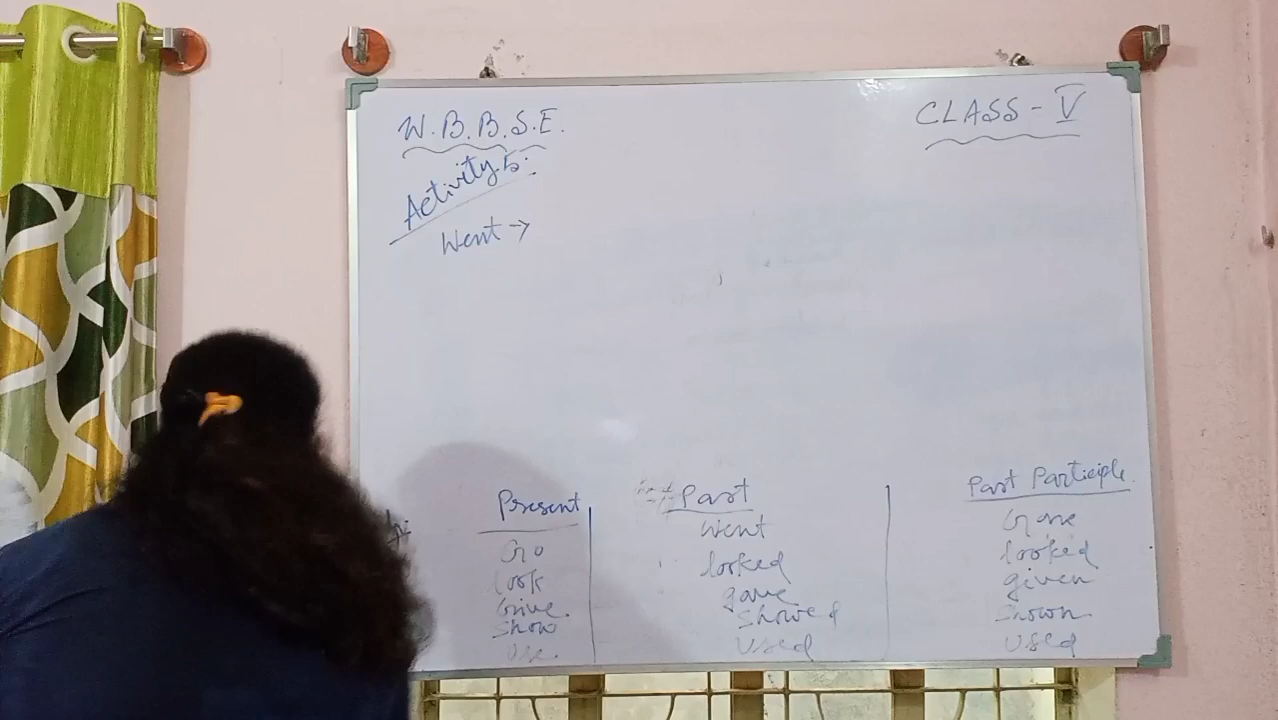 W.B.B.S.E. CLASS - V
Activity 5:
Went →
Present Past Past Participle
Go Went Gone
look looked looked
Give gave given
Show showed Shown
Use Used Used